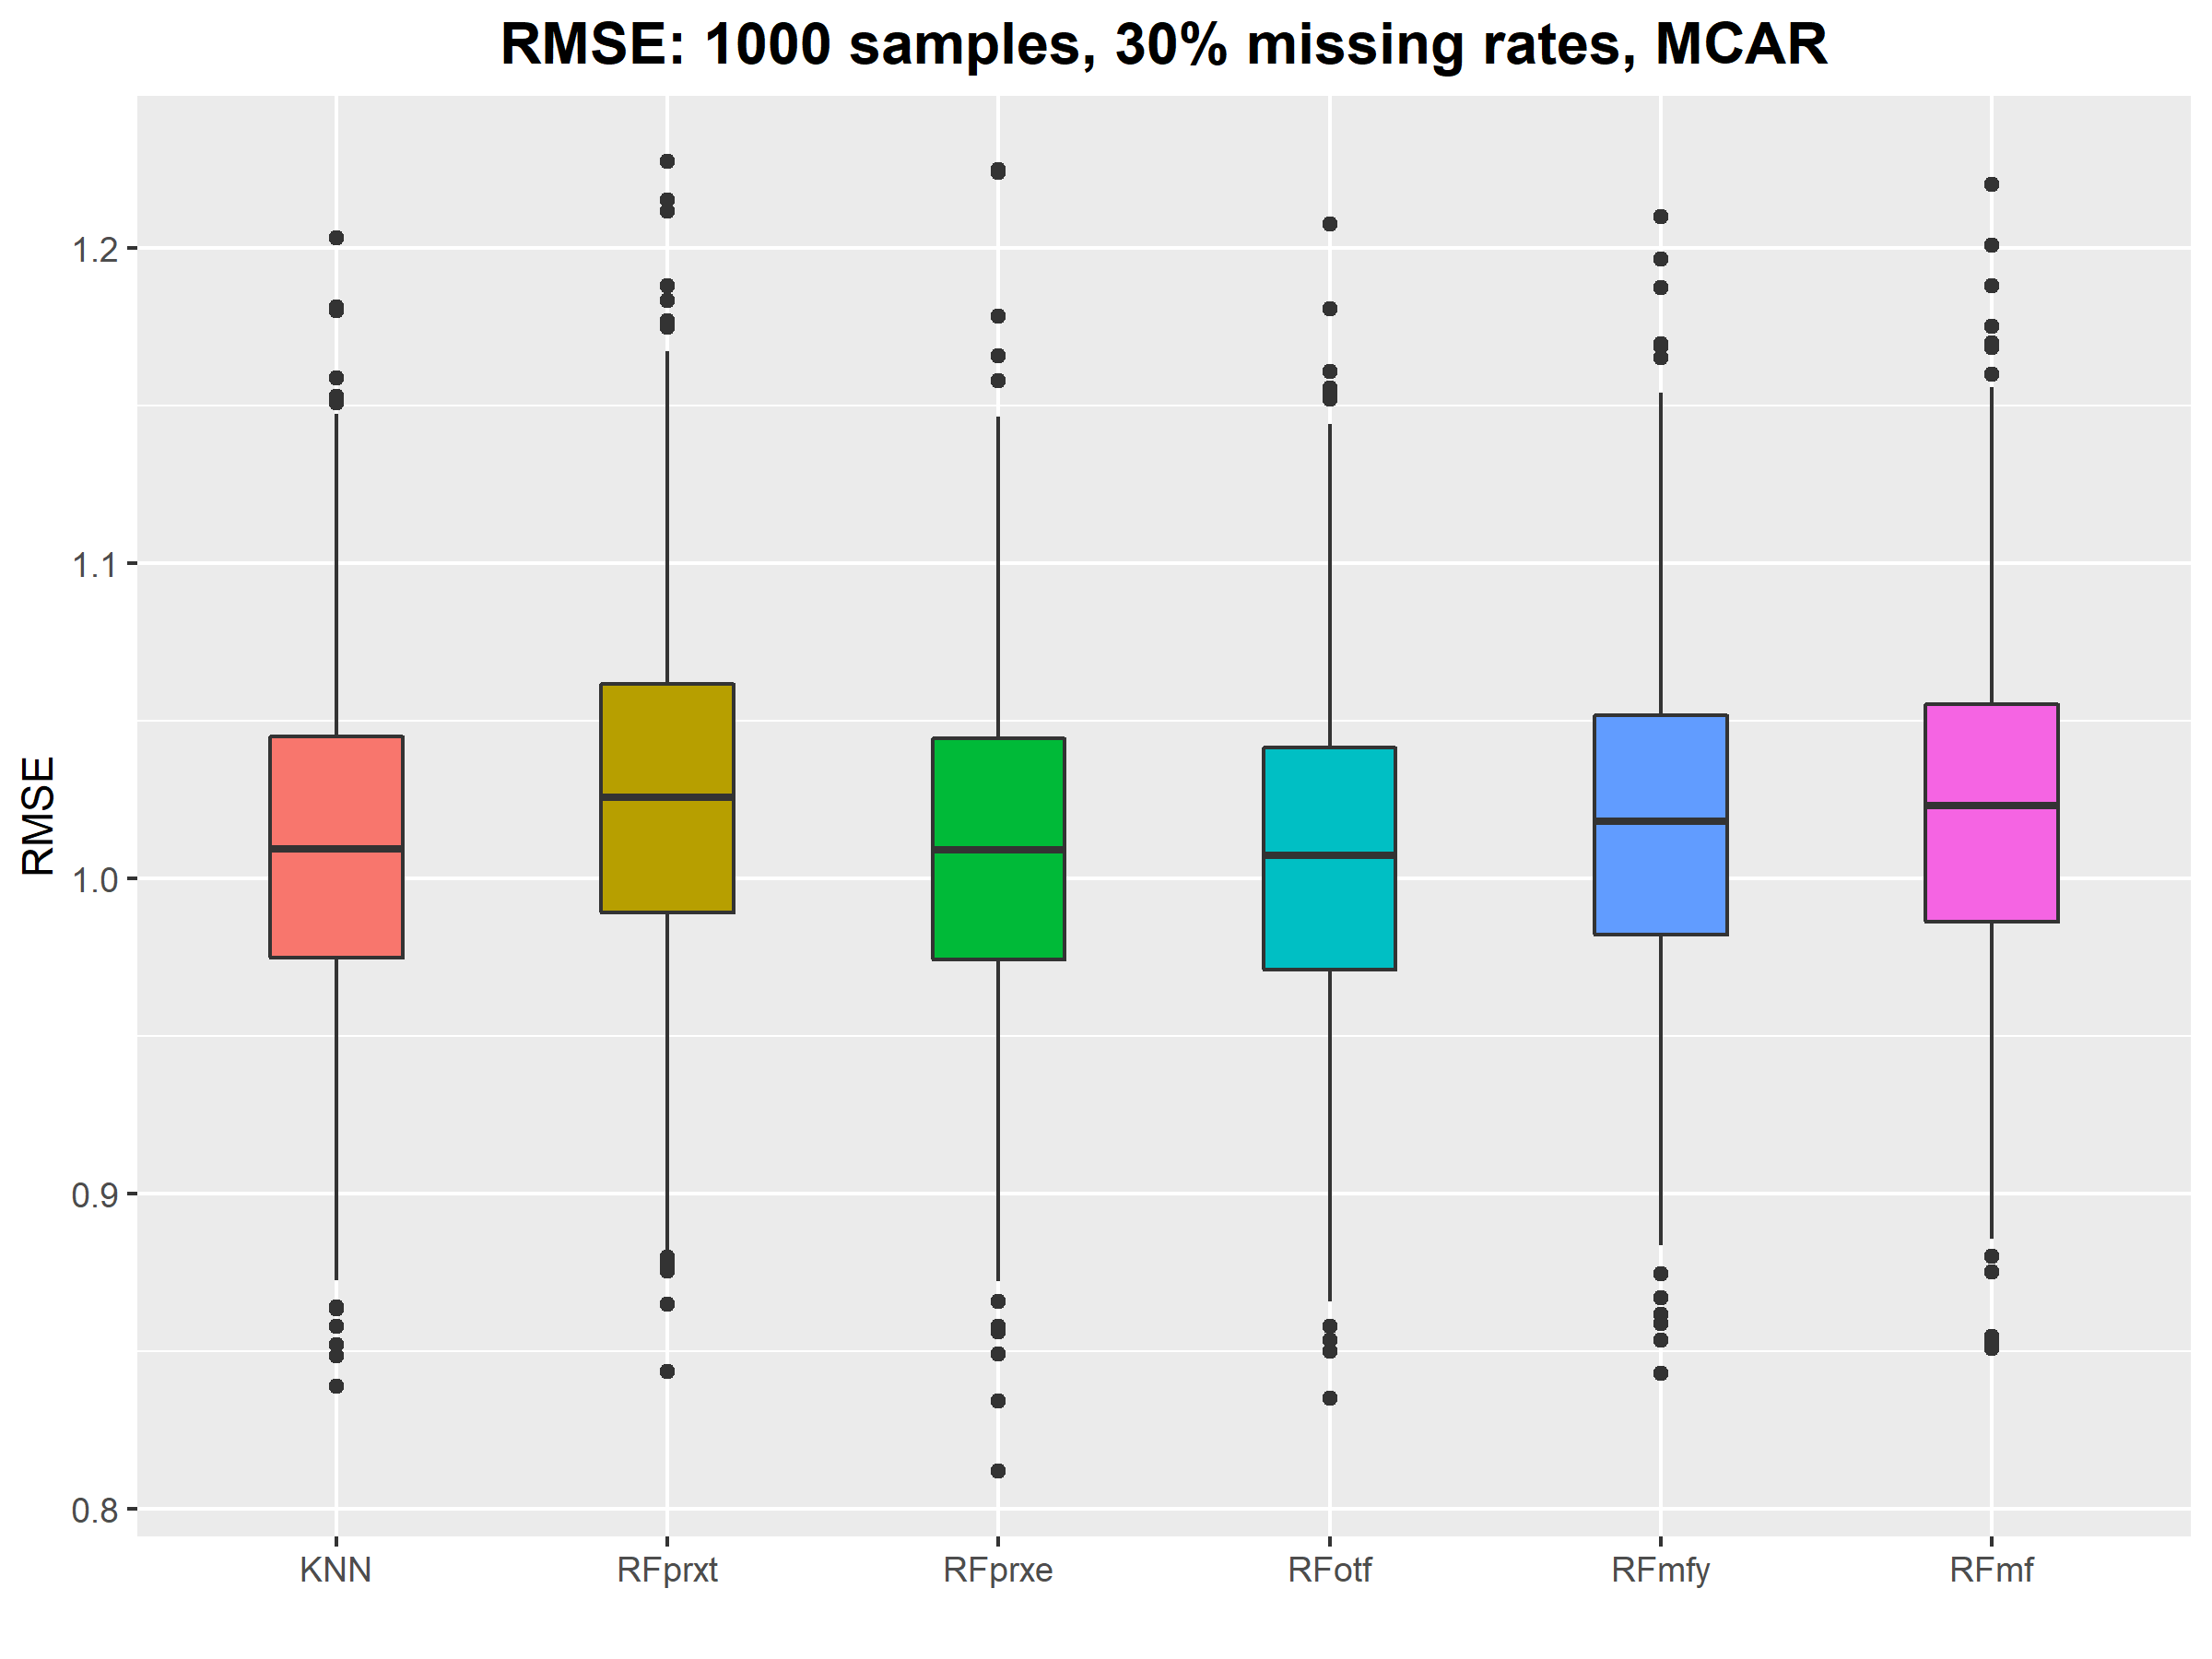 RMSE: 1000 samples, 30% missing rates, MCAR
RMSE
1.2
1.1
1.0
0.9
0.8
KNN RFprxt RFprxe RFotf RFmfy RFmf